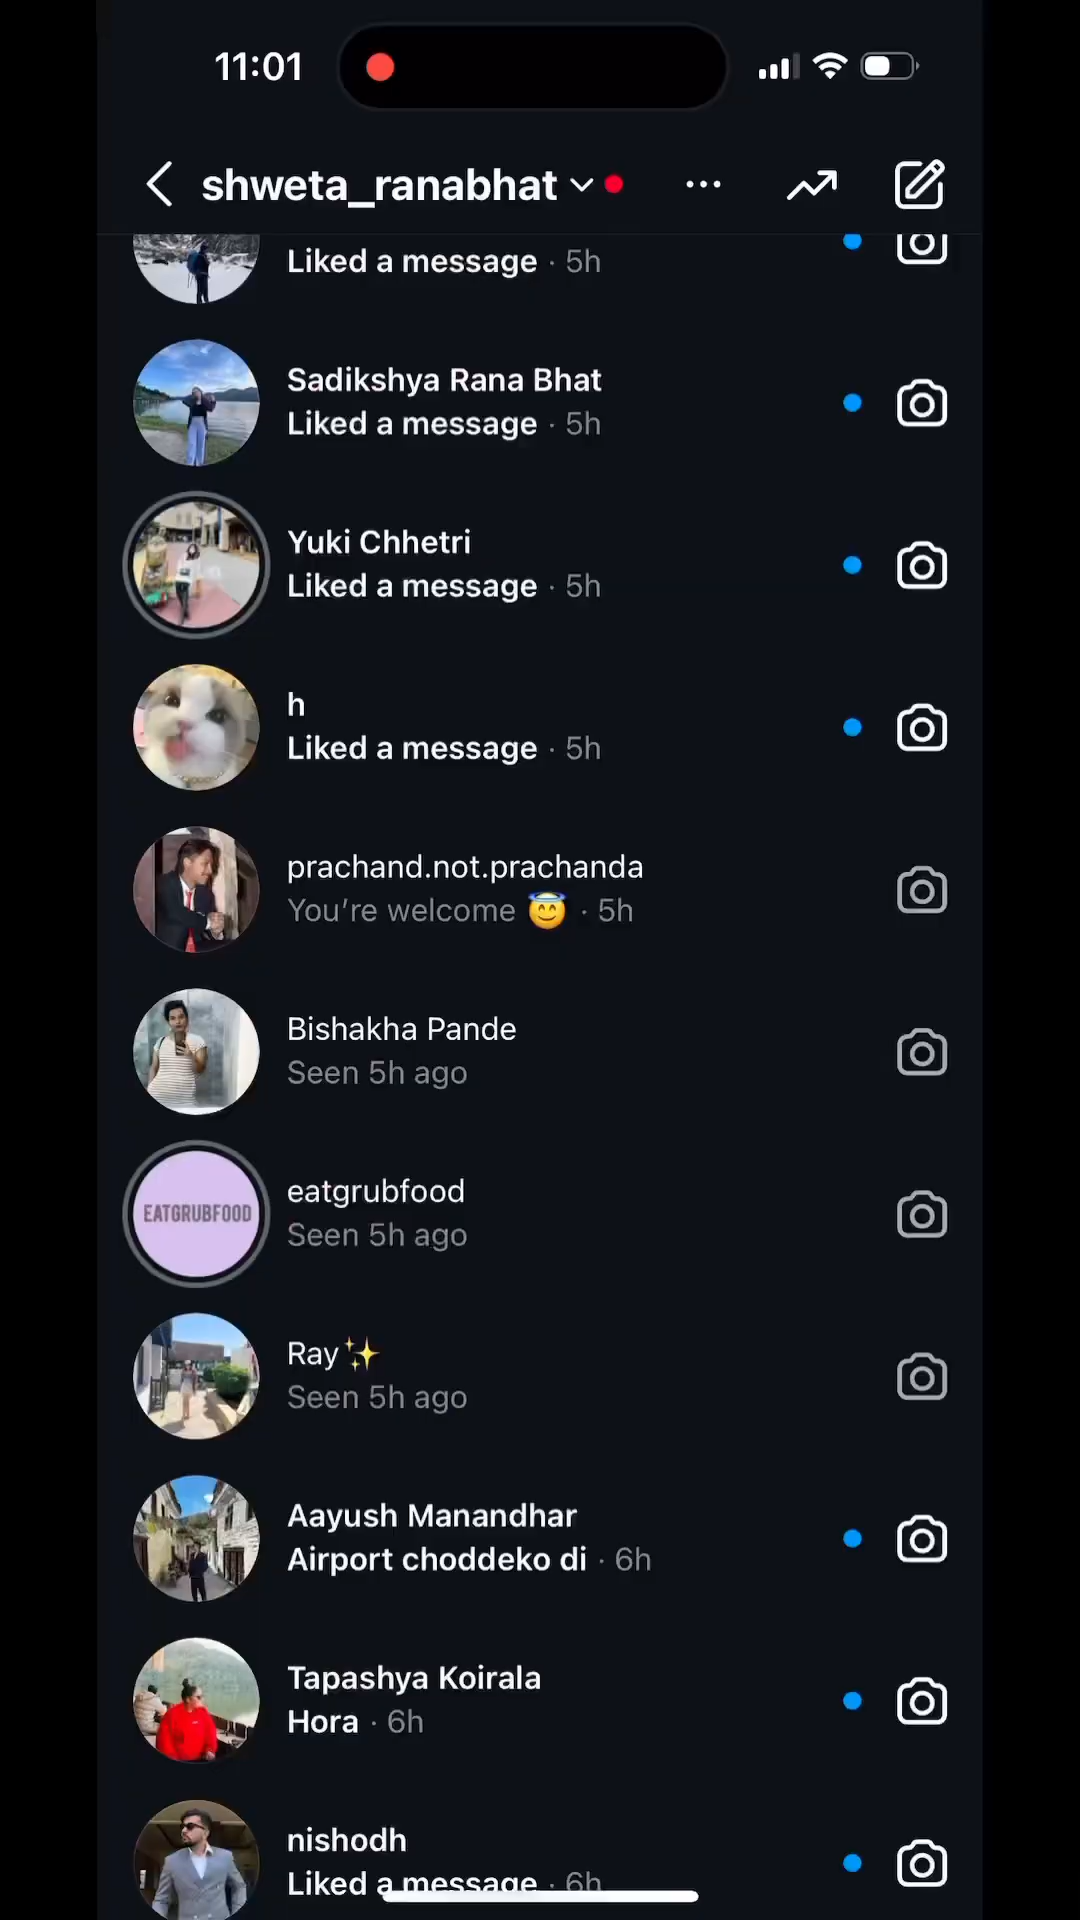 11:01
shweta_ranabhat
Liked a message · 5h
Sadikshya Rana Bhat
Liked a message · 5h
Yuki Chhetri
Liked a message · 5h
h
Liked a message · 5h
prachand.not.prachanda
You’re welcome 😇 · 5h
Bishakha Pande
Seen 5h ago
EATGRUBFOOD
eatgrubfood
Seen 5h ago
Ray✨
Seen 5h ago
Aayush Manandhar
Airport choddeko di · 6h
Tapashya Koirala
Hora · 6h
nishodh
Liked a message · 6h